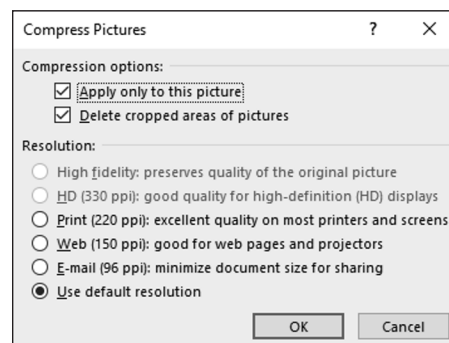 Compress Pictures
Compression options:
Apply only to this picture
Delete cropped areas of pictures
Resolution:
High fidelity: preserves quality of the original picture
HD (330 ppi): good quality for high-definition (HD) displays
Print (220 ppi): excellent quality on most printers and screens
Web (150 ppi): good for web pages and projectors
E-mail (96 ppi): minimize document size for sharing
Use default resolution
OK Cancel